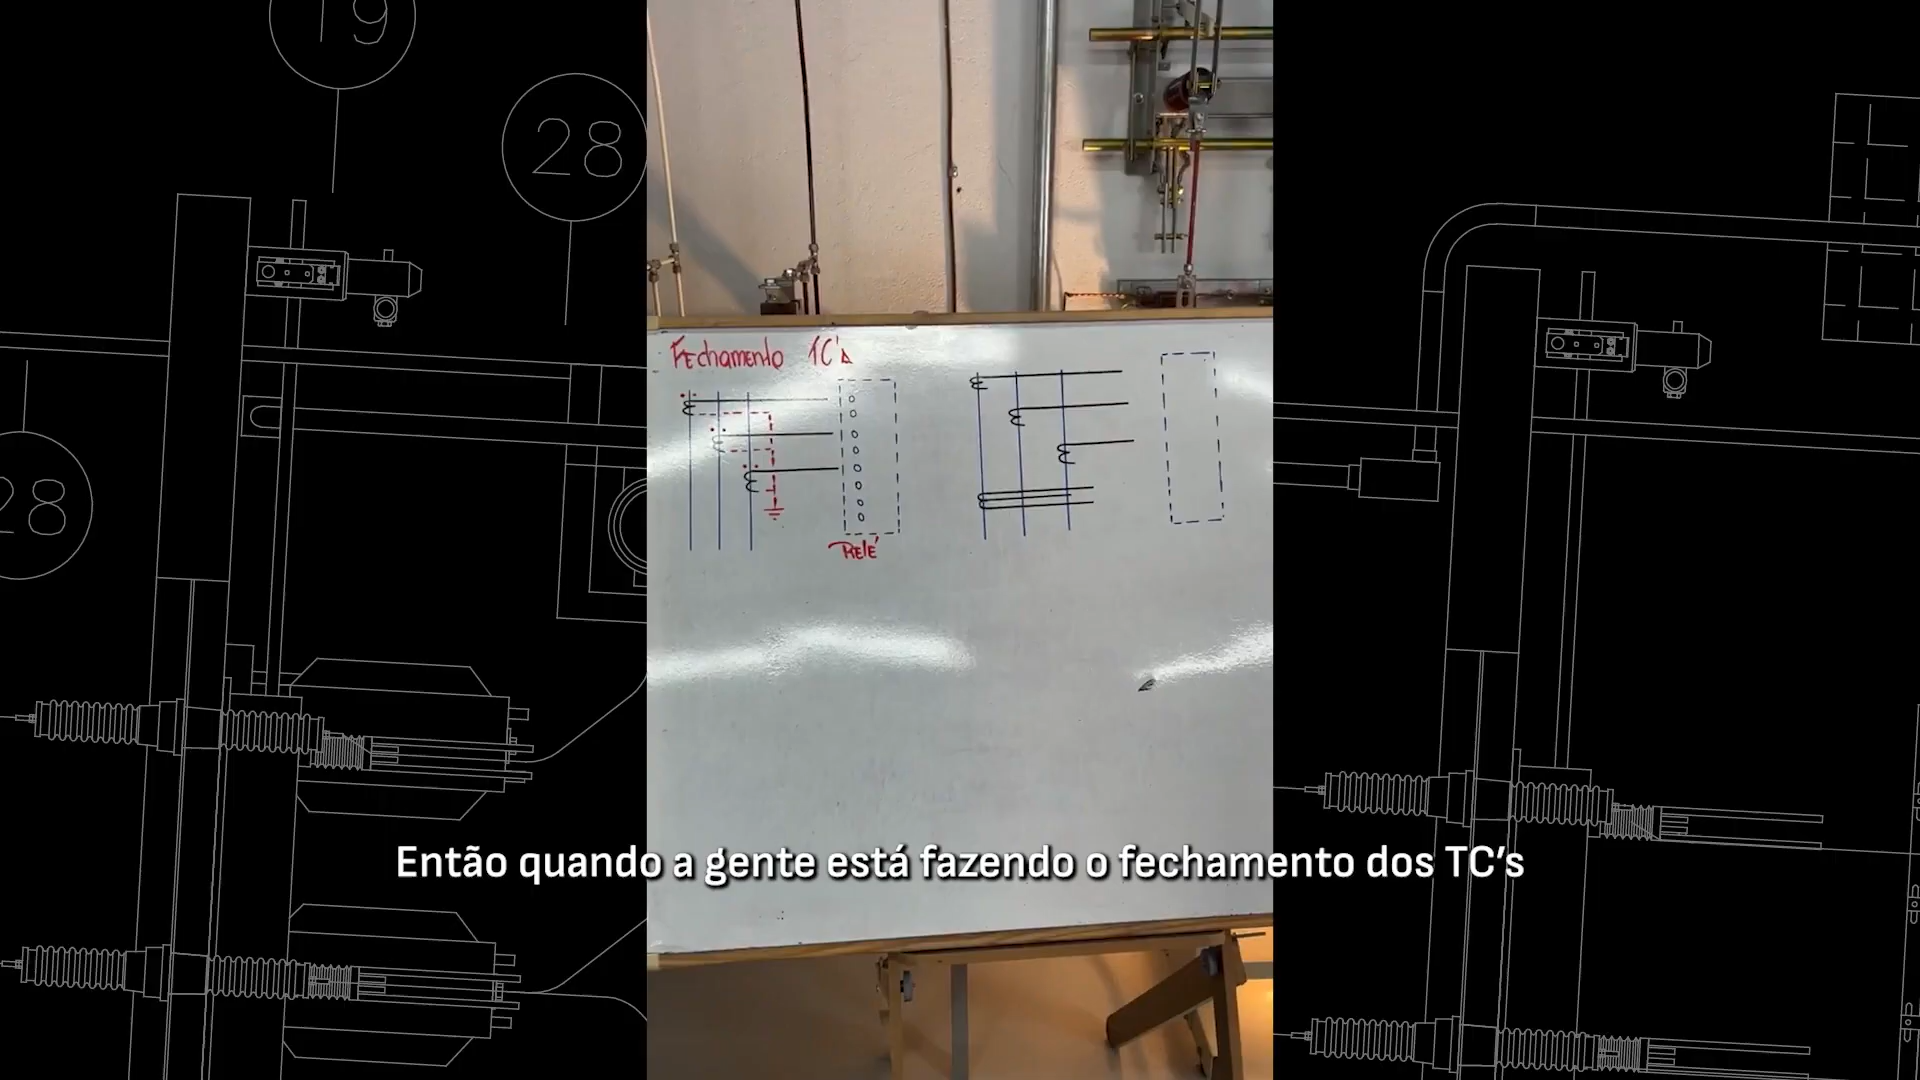 19
28
28
Fechamento TC's
RELÉ
Então quando a gente está fazendo o fechamento dos TC's